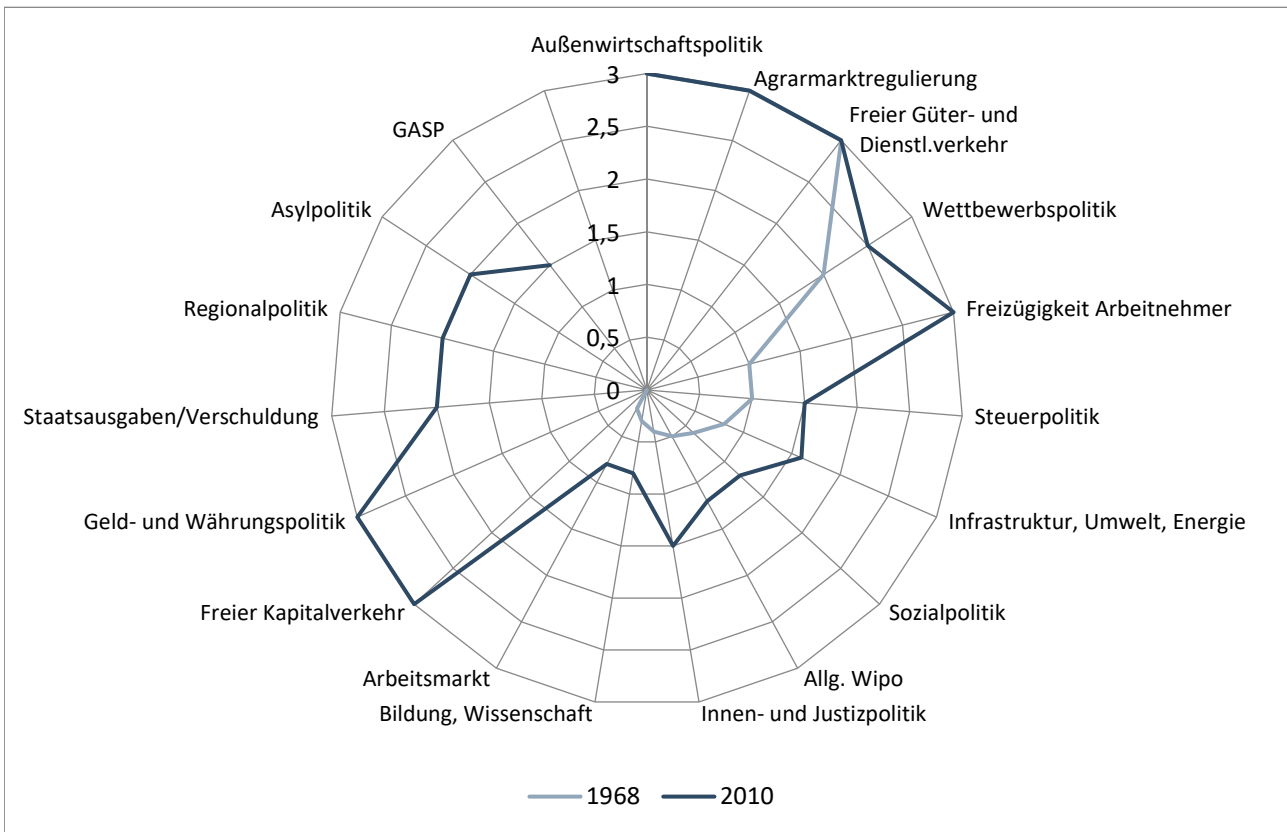 Außenwirtschaftspolitik
3
Agrarmarktregulierung
2,5
Freier Güter- und
Dienstl.verkehr
GASP
2
Asylpolitik
Wettbewerbspolitik
1,5
1
Regionalpolitik
Freizügigkeit Arbeitnehmer
0,5
0
Staatsausgaben/Verschuldung
Steuerpolitik
Geld- und Währungspolitik
Infrastruktur, Umwelt, Energie
Freier Kapitalverkehr
Sozialpolitik
Arbeitsmarkt
Allg. Wipo
Bildung, Wissenschaft
Innen- und Justizpolitik
1968
2010